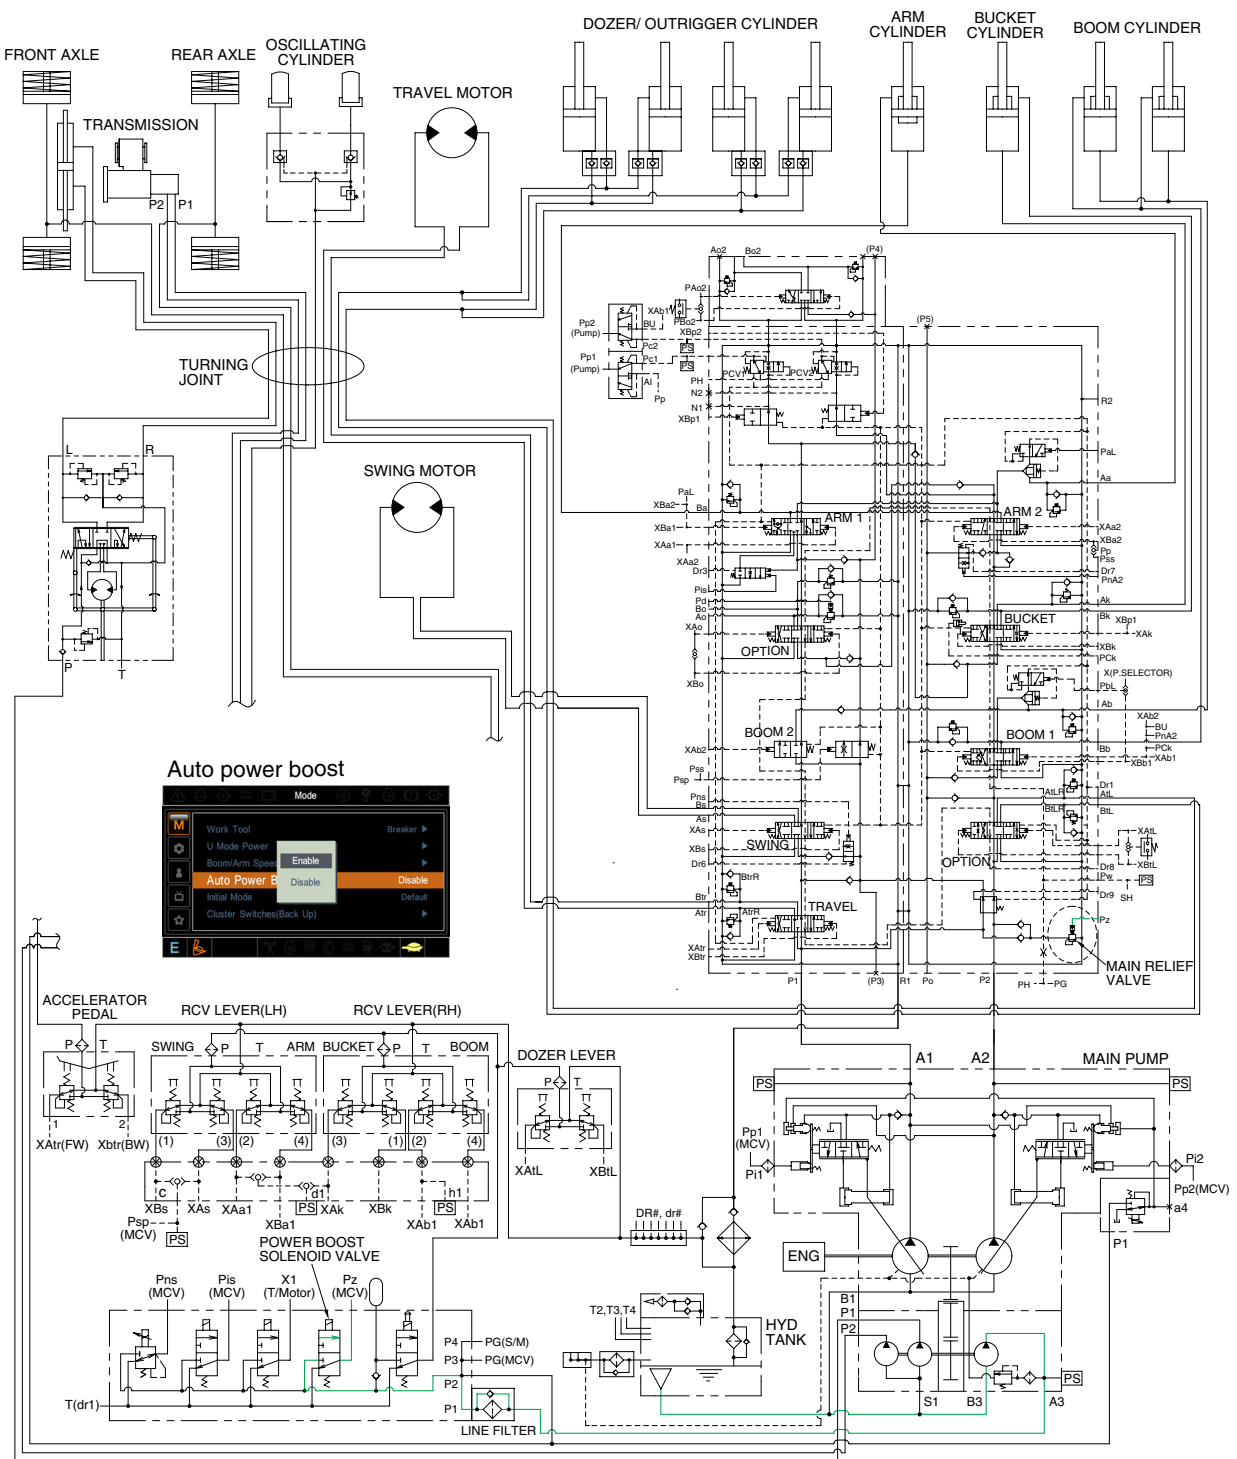 DOZER/ OUTRIGGER CYLINDER
ARM
CYLINDER
BUCKET
CYLINDER
BOOM CYLINDER
FRONT AXLE
REAR AXLE
OSCILLATING
CYLINDER
TRAVEL MOTOR
TRANSMISSION
P2 P1
TURNING
JOINT
L
R
P
T
SWING MOTOR
Ao2
Bo2
(P4)
PAo2
XAb1
PBo2
XBp2
Pp2
(Pump)
BU
Pc2
PS
Pp1
(Pump)
Pc1
PS
AI
Pp
PH
N2
N1
XBp1
PCV1
PCV2
(P5)
R2
PaL
Aa
PaL
XBa2
Ba
XBa1
XAa1
XAa2
ARM 1
ARM 2
XAa2
XBa2
Pp
Pss
Dr7
PnA2
Dr3
Pis
Pd
Bo
Ao
XAo
XBo
OPTION
Ak
Bk
XBp1
XAk
XBk
PCk
BUCKET
X(P.SELECTOR)
PbL
Ab
XAb2
BU
PnA2
PCk
XAb1
XBb1
Bb
BOOM 2
BOOM 1
XAb2
Pss
Psp
Pns
Bs
As
XAs
XBs
Dr6
SWING
Dr1
AtLR
AtL
BtLR
BtL
XAtL
XBtL
OPTION
Dr8
Pw
PS
SH
Dr9
Pz
BtrR
Btr
Atr
AtrR
TRAVEL
XAtr
XBtr
MAIN RELIEF
VALVE
P1
(P3)
R1
Po
P2
PH
PG
Auto power boost
Mode
M
Work Tool
Breaker
U Mode Power
Boom/Arm Speed
Auto Power B
Disable
Enable
Disable
Initial Mode
Default
Cluster Switches(Back Up)
E
ACCELERATOR
PEDAL
P
T
1
2
XAtr(FW)
Xbtr(BW)
RCV LEVER(LH)
RCV LEVER(RH)
SWING
P
T
ARM
BUCKET
P
T
BOOM
(1)
(3)
(2)
(4)
(3)
(1)
(2)
(4)
DOZER LEVER
P
T
XAtL
XBtL
c
d1
h1
XBs
XAs
XAa1
XBa1
PS
XAk
XBk
XAb1
PS
XAb1
Psp
(MCV)
PS
POWER BOOST
SOLENOID VALVE
Pns
(MCV)
Pis
(MCV)
X1
(T/Motor)
Pz
(MCV)
P4
PG(S/M)
P3
PG(MCV)
P2
P1
T(dr1)
LINE FILTER
DR#, dr#
T2,T3,T4
HYD
TANK
A1
A2
MAIN PUMP
PS
PS
Pp1
(MCV)
Pi1
Pi2
Pp2(MCV)
a4
P1
ENG
B1
P1
P2
S1
B3
A3
PS